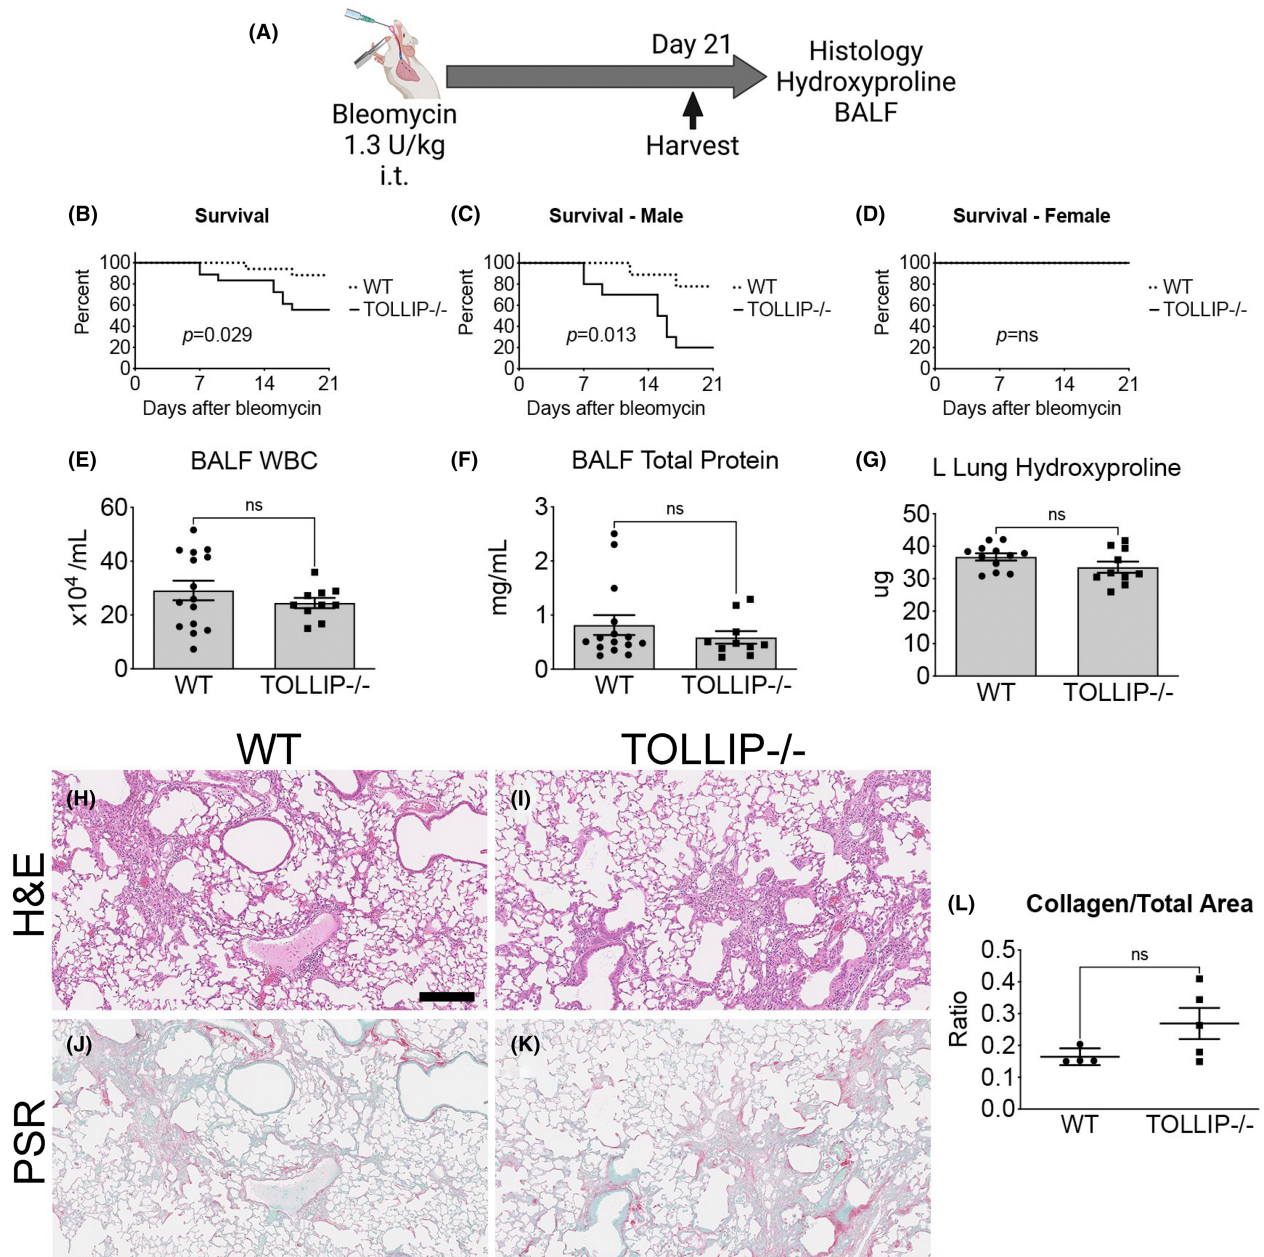 (A)
Day 21
Histology
Hydroxyproline
BALF
Bleomycin
1.3 U/kg
i.t.
Harvest
(B) Survival
Percent
100
80
60
40
20
0
p=0.029
WT
TOLLIP-/-
0 7 14 21
Days after bleomycin
(C) Survival - Male
Percent
100
80
60
40
20
0
p=0.013
WT
TOLLIP-/-
0 7 14 21
Days after bleomycin
(D) Survival - Female
Percent
100
80
60
40
20
0
p=ns
WT
TOLLIP-/-
0 7 14 21
Days after bleomycin
(E) BALF WBC
x10⁴ /mL
60
40
20
0
ns
WT TOLLIP-/-
(F) BALF Total Protein
mg/mL
3
2
1
0
ns
WT TOLLIP-/-
(G) L Lung Hydroxyproline
ug
50
40
30
20
10
0
ns
WT TOLLIP-/-
WT TOLLIP-/-
H&E
(H)
(I)
PSR
(J)
(K)
(L) Collagen/Total Area
Ratio
0.5
0.4
0.3
0.2
0.1
0.0
ns
WT TOLLIP-/-